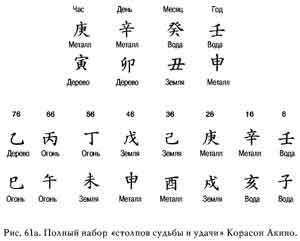 Час День Месяц Год
庚 辛 癸 壬
Металл Металл Вода Вода
寅 卯 丑 申
Дерево Дерево Земля Металл
76 66 56 46 36 26 16 6
乙 丙 丁 戊 己 庚 辛 壬
Дерево Огонь Огонь Земля Земля Металл Металл Вода
巳 午 未 申 酉 戌 亥 子
Огонь Огонь Земля Металл Металл Земля Вода Вода
Рис. 61а. Полный набор «столпов судьбы и удачи» Корасон Акино.